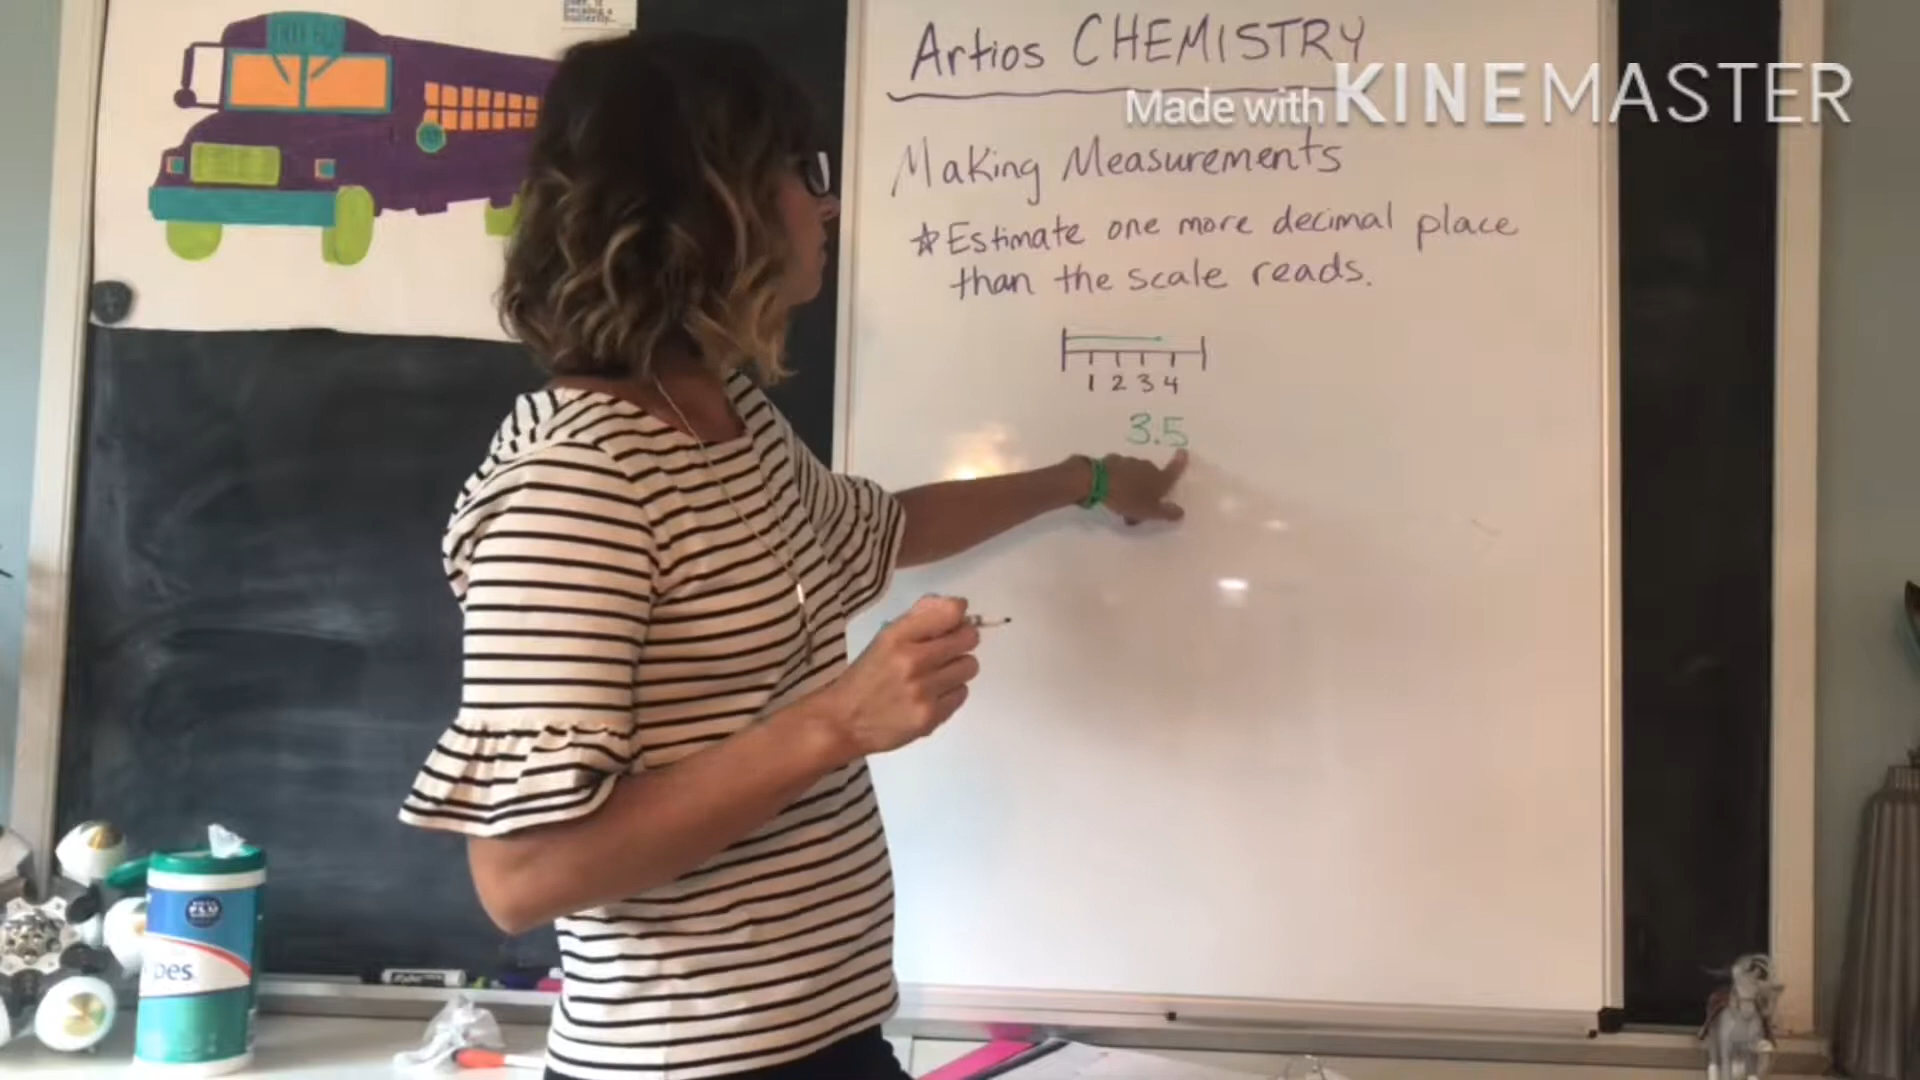 Artios CHEMISTRY
Made with KINEMASTER
Making Measurements
☆Estimate one more decimal place
than the scale reads.
1 2 3 4
3.5